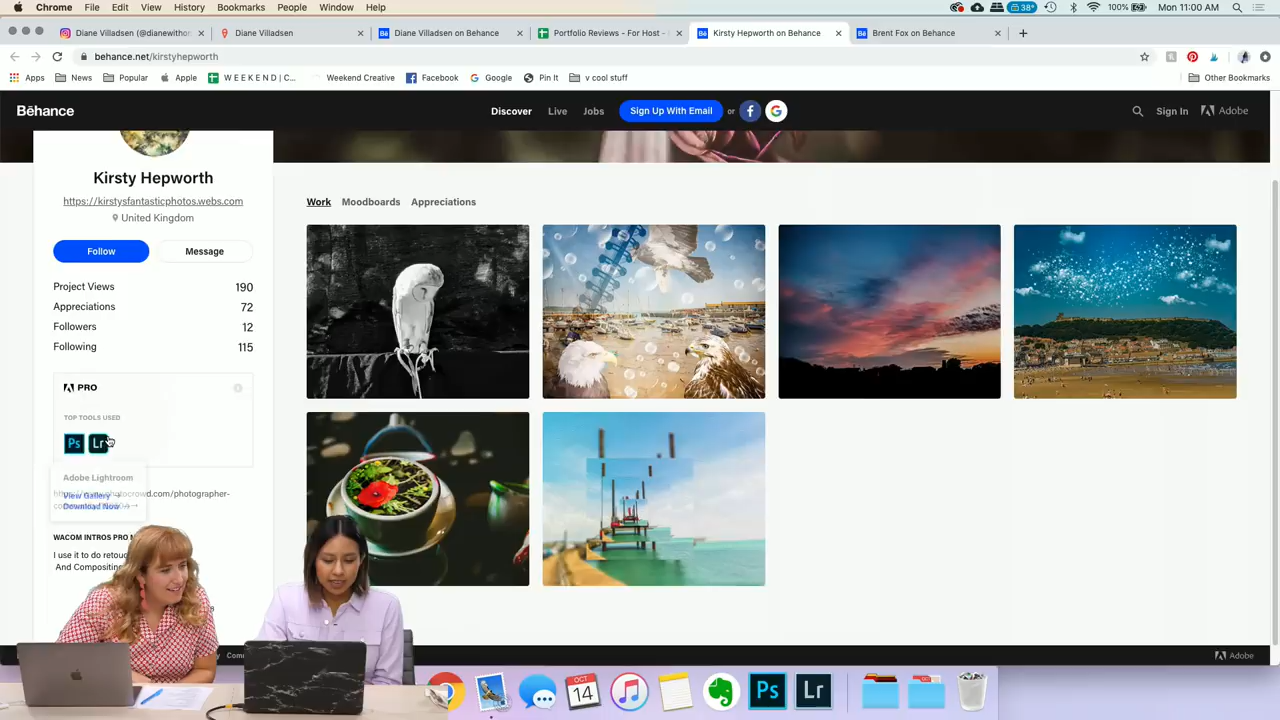 Chrome File Edit View History Bookmarks People Window Help
38° 100% Mon 11:00 AM
Diane Villadsen (@dianewithon × Diane Villadsen × Diane Villadsen on Behance × Portfolio Reviews - For Host - × Kirsty Hepworth on Behance × Brent Fox on Behance × +
behance.net/kirstyhepworth
Apps News Popular Apple W E E K E N D | C... Weekend Creative Facebook Google Pin It v cool stuff Other Bookmarks
Bēhance Discover Live Jobs Sign Up With Email or f G Sign In Adobe
Kirsty Hepworth
https://kirstysfantasticphotos.webs.com
United Kingdom
Follow Message
Project Views 190
Appreciations 72
Followers 12
Following 115
PRO
TOP TOOLS USED
Ps Lr
Adobe Lightroom
View Gallery →
Download Now →
WACOM INTROS PRO M
I use it to do retou
And Compositin
Work Moodboards Appreciations
Adobe
OCT
14
Ps Lr